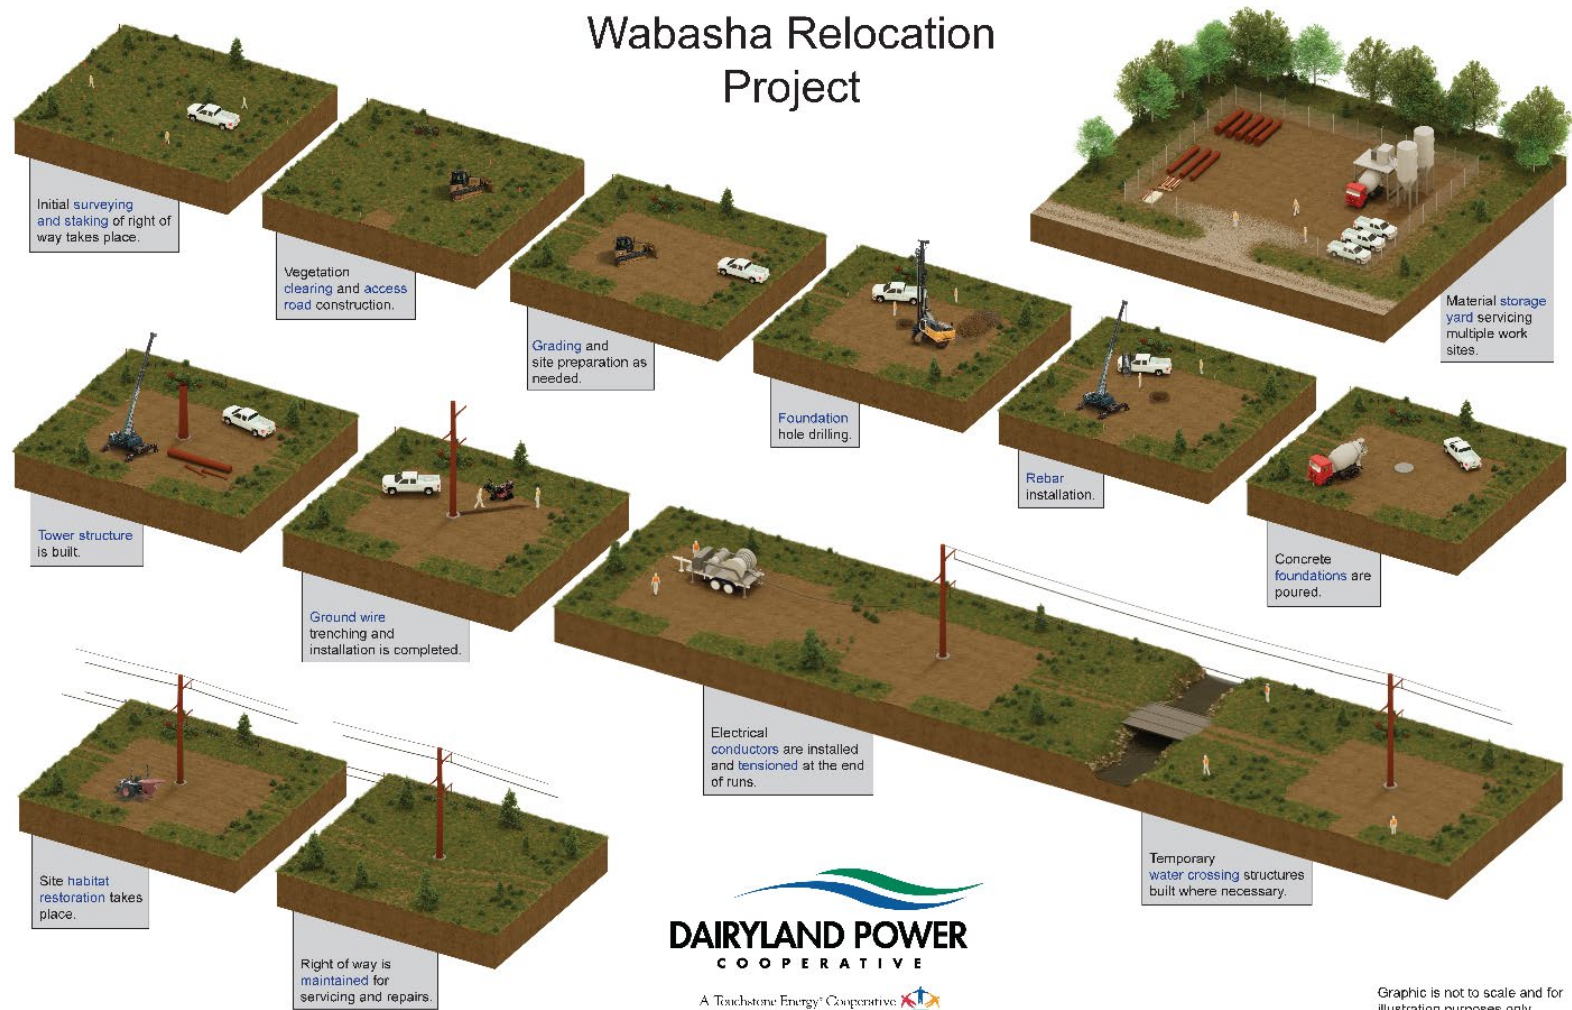 Wabasha Relocation
Project
Initial surveying
and staking of right of
way takes place.
Vegetation
clearing and access
road construction.
Grading and
site preparation as
needed.
Foundation
hole drilling.
Rebar
installation.
Concrete
foundations are
poured.
Material storage
yard servicing
multiple work
sites.
Tower structure
is built.
Ground wire
trenching and
installation is completed.
Electrical
conductors are installed
and tensioned at the end
of runs.
Temporary
water crossing structures
built where necessary.
Site habitat
restoration takes
place.
Right of way is
maintained for
servicing and repairs.
DAIRYLAND POWER
COOPERATIVE
A Touchstone Energy® Cooperative
Graphic is not to scale and for
illustration purposes only